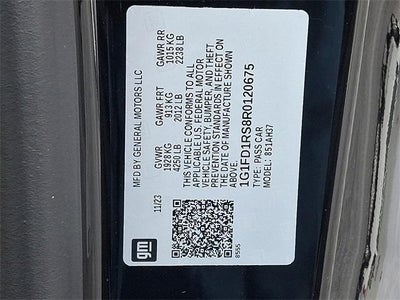 MFD BY GENERAL MOTORS LLC
11/23
GVWR GAWR FRT GAWR RR
1928 KG 913 KG 1015 KG
4250 LB 2012 LB 2238 LB
THIS VEHICLE CONFORMS TO ALL
APPLICABLE U.S. FEDERAL MOTOR
VEHICLE SAFETY, BUMPER, AND THEFT
PREVENTION STANDARDS IN EFFECT ON
THE DATE OF MANUFACTURE SHOWN
ABOVE.
1G1FD1RS8R0120675
TYPE: PASS CAR
MODEL: 851AH37
gm
8555